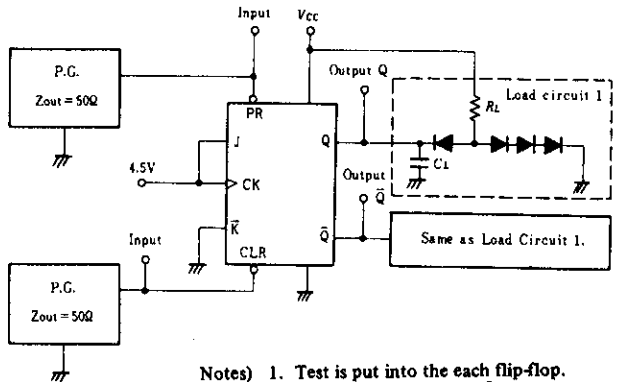 Input
VCC
P.G.
Zout = 50Ω
Output Q
Load circuit 1
RL
PR
J
Q
CL
4.5V
CK
Output
Q̄
K̄
Input
Q̄
Same as Load Circuit 1.
CLR
P.G.
Zout = 50Ω
Notes) 1. Test is put into the each flip-flop.